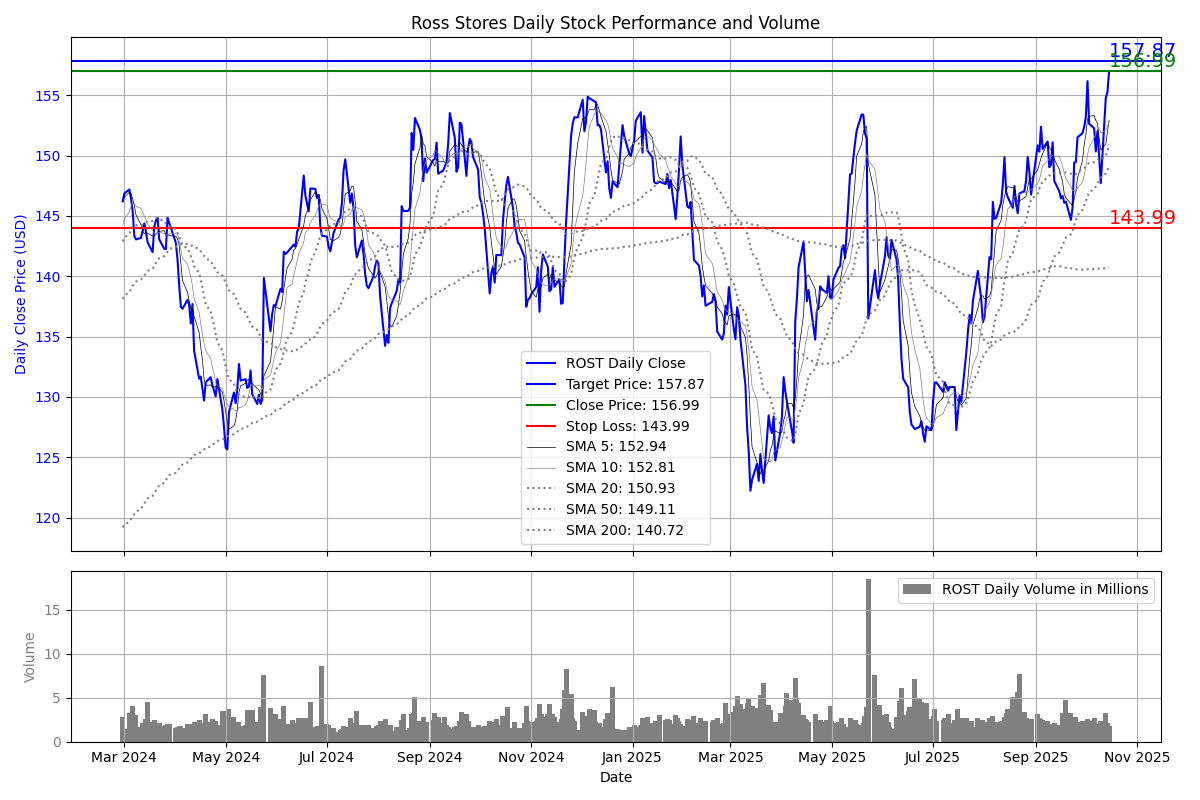 Ross Stores Daily Stock Performance and Volume
157.87
156.99
155
150
145
143.99
140
135
130
125
120
Daily Close Price (USD)
ROST Daily Close
Target Price: 157.87
Close Price: 156.99
Stop Loss: 143.99
SMA 5: 152.94
SMA 10: 152.81
SMA 20: 150.93
SMA 50: 149.11
SMA 200: 140.72
ROST Daily Volume in Millions
15
10
5
0
Volume
Mar 2024 May 2024 Jul 2024 Sep 2024 Nov 2024 Jan 2025 Mar 2025 May 2025 Jul 2025 Sep 2025 Nov 2025
Date